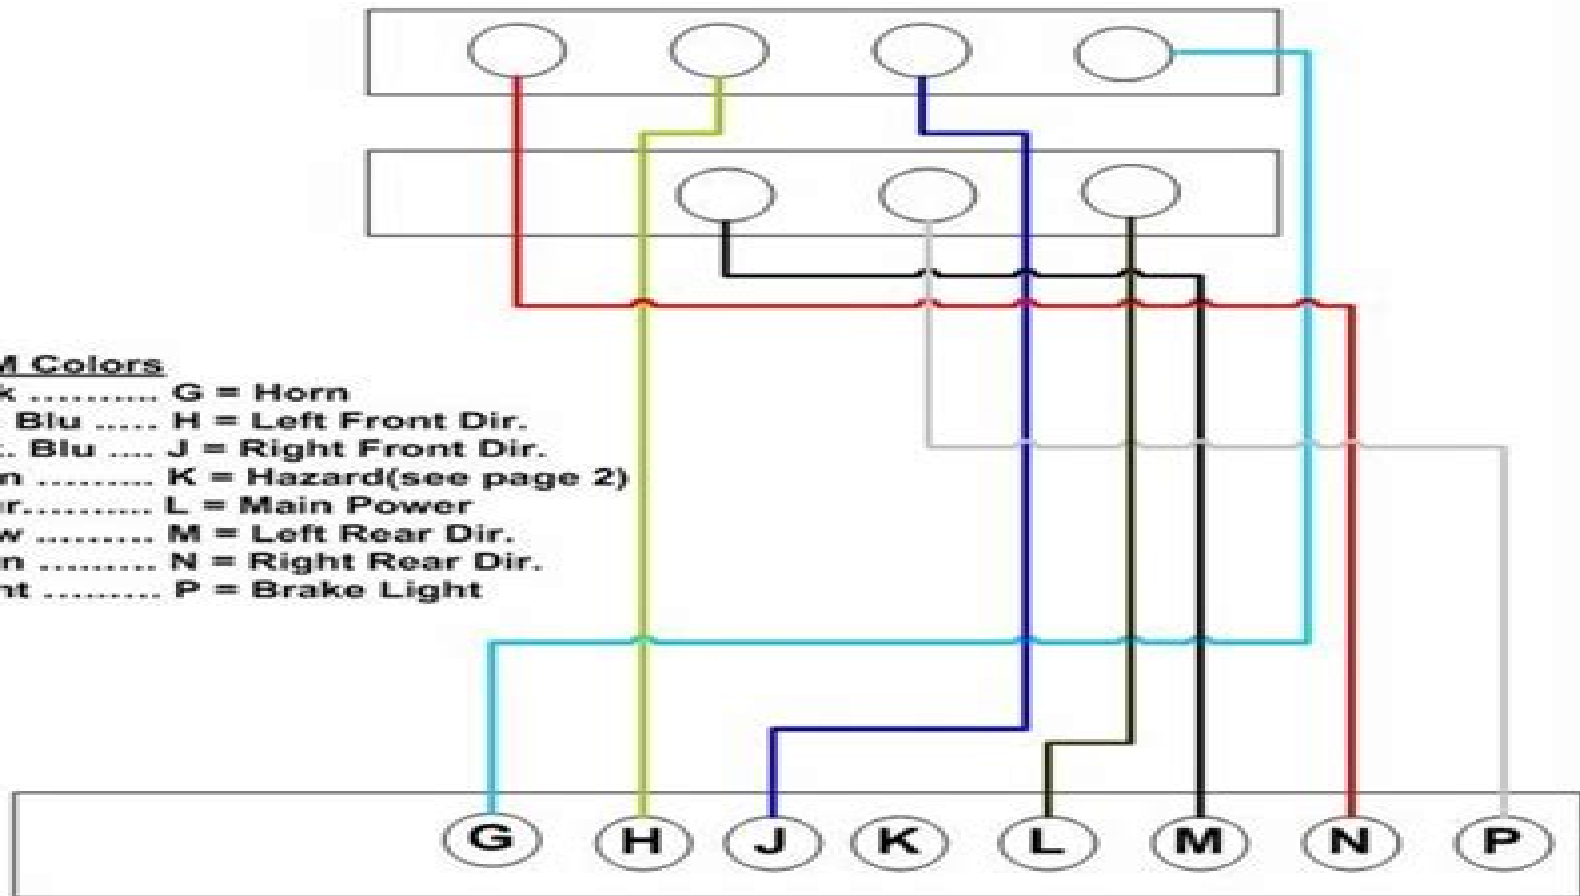 M Colors
k .......... G = Horn
Blu ..... H = Left Front Dir.
. Blu .... J = Right Front Dir.
n ......... K = Hazard(see page 2)
r.......... L = Main Power
w ......... M = Left Rear Dir.
n ......... N = Right Rear Dir.
nt ......... P = Brake Light
G H J K L M N P